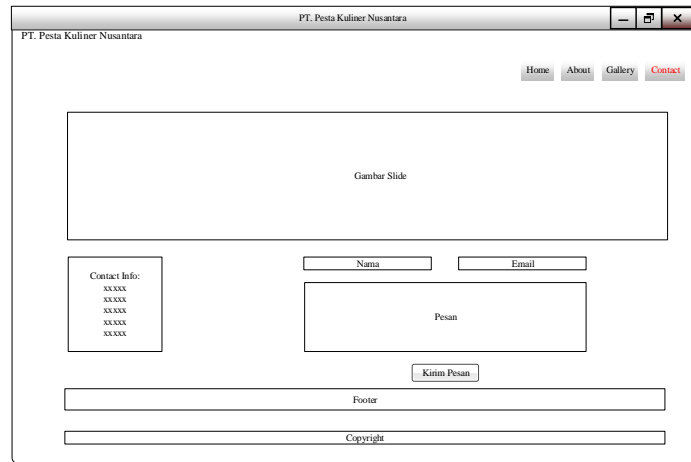 PT. Pesta Kuliner Nusantara
PT. Pesta Kuliner Nusantara
Home About Gallery Contact
Gambar Slide
Contact Info:
xxxxx
xxxxx
xxxxx
xxxxx
xxxxx
Nama Email
Pesan
Kirim Pesan
Footer
Copyright